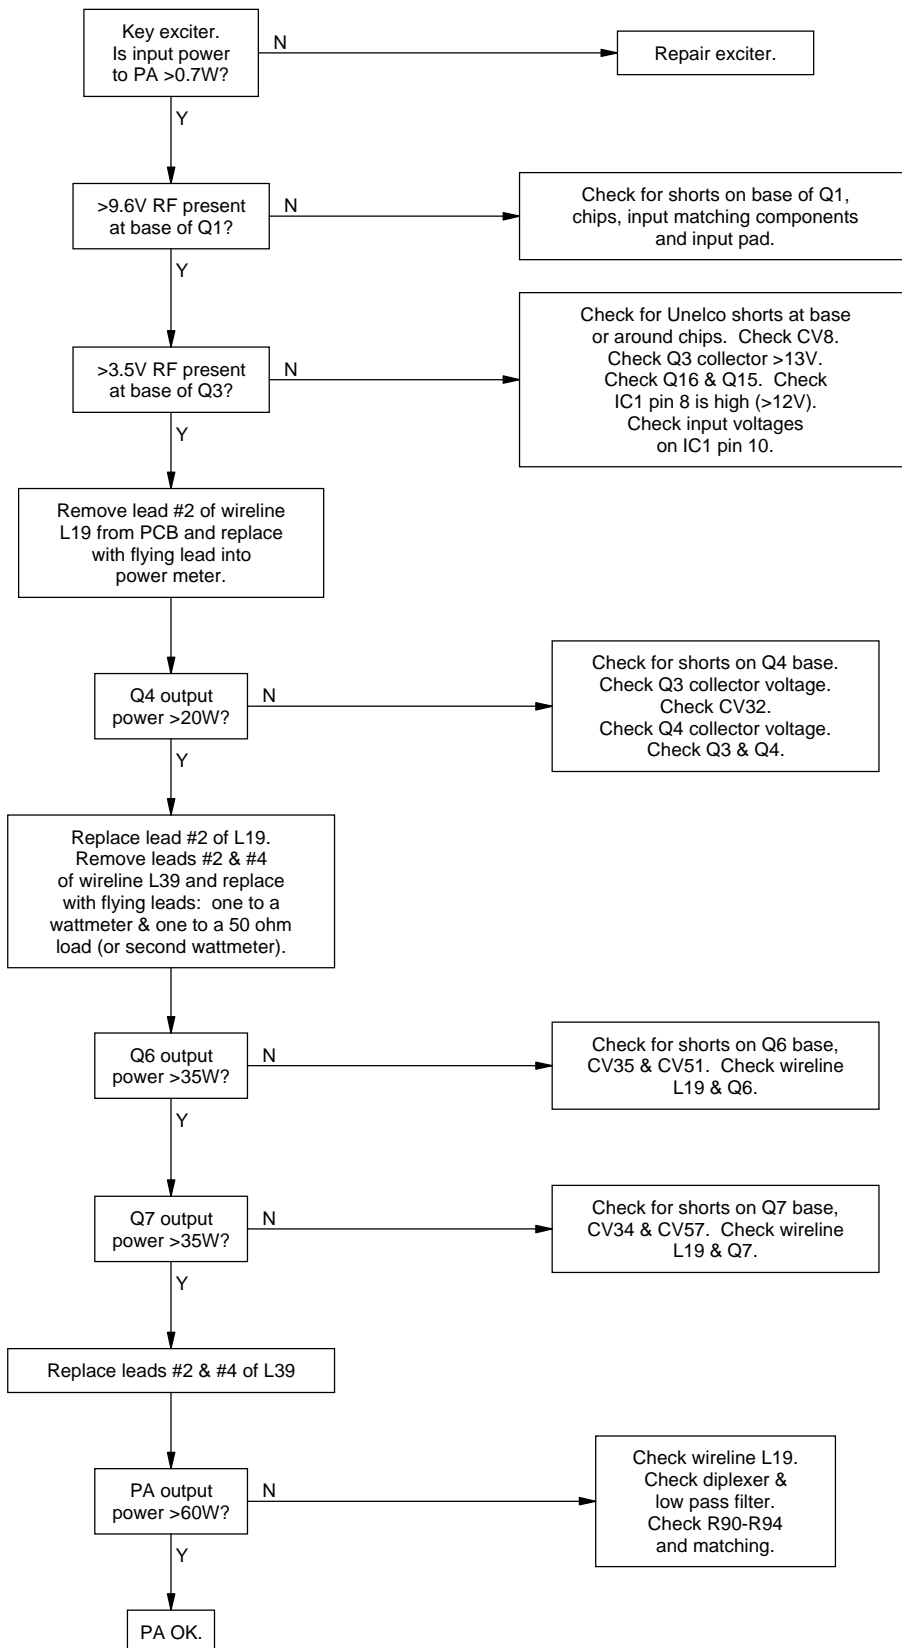 Key exciter.
Is input power
to PA >0.7W?
N
Repair exciter.
Y
>9.6V RF present
at base of Q1?
N
Check for shorts on base of Q1,
chips, input matching components
and input pad.
Y
>3.5V RF present
at base of Q3?
N
Check for Unelco shorts at base
or around chips.  Check CV8.
Check Q3 collector >13V.
Check Q16 & Q15.  Check
IC1 pin 8 is high (>12V).
Check input voltages
on IC1 pin 10.
Y
Remove lead #2 of wireline
L19 from PCB and replace
with flying lead into
power meter.
Q4 output
power >20W?
N
Check for shorts on Q4 base.
Check Q3 collector voltage.
Check CV32.
Check Q4 collector voltage.
Check Q3 & Q4.
Y
Replace lead #2 of L19.
Remove leads #2 & #4
of wireline L39 and replace
with flying leads:  one to a
wattmeter & one to a 50 ohm
load (or second wattmeter).
Q6 output
power >35W?
N
Check for shorts on Q6 base,
CV35 & CV51.  Check wireline
L19 & Q6.
Y
Q7 output
power >35W?
N
Check for shorts on Q7 base,
CV34 & CV57.  Check wireline
L19 & Q7.
Y
Replace leads #2 & #4 of L39
PA output
power >60W?
N
Check wireline L19.
Check diplexer &
low pass filter.
Check R90-R94
and matching.
Y
PA OK.